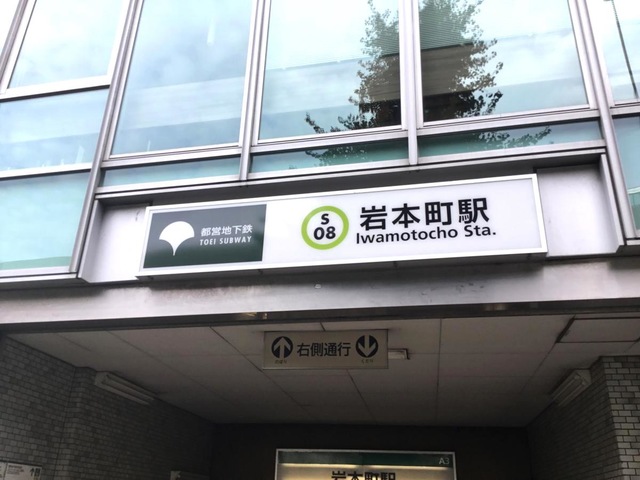 都営地下鉄
TOEI SUBWAY
S
08
岩本町駅
Iwamotocho Sta.
右側通行
A3
岩本町駅